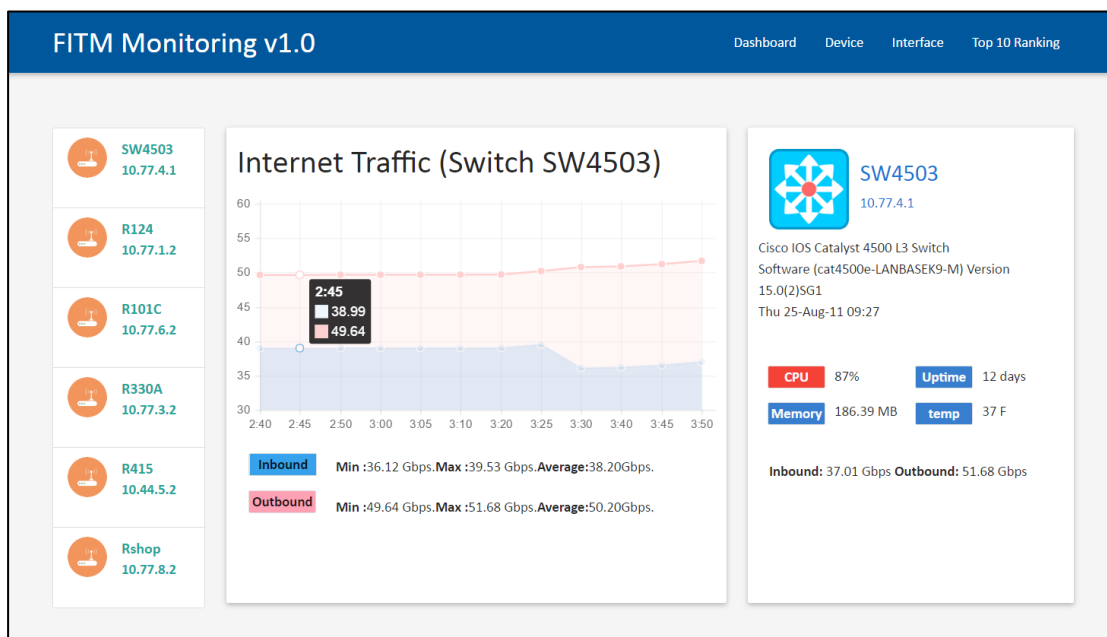 FITM Monitoring v1.0
Dashboard Device Interface Top 10 Ranking
SW4503
10.77.4.1
R124
10.77.1.2
R101C
10.77.6.2
R330A
10.77.3.2
R415
10.44.5.2
Rshop
10.77.8.2
Internet Traffic (Switch SW4503)
60
55
50
45
40
35
30
2:45
38.99
49.64
2:40 2:45 2:50 3:00 3:05 3:10 3:20 3:25 3:30 3:40 3:45 3:50
Inbound Min :36.12 Gbps.Max :39.53 Gbps.Average:38.20Gbps.
Outbound Min :49.64 Gbps.Max :51.68 Gbps.Average:50.20Gbps.
SW4503
10.77.4.1
Cisco IOS Catalyst 4500 L3 Switch
Software (cat4500e-LANBASEK9-M) Version
15.0(2)SG1
Thu 25-Aug-11 09:27
CPU 87% Uptime 12 days
Memory 186.39 MB temp 37 F
Inbound: 37.01 Gbps Outbound: 51.68 Gbps